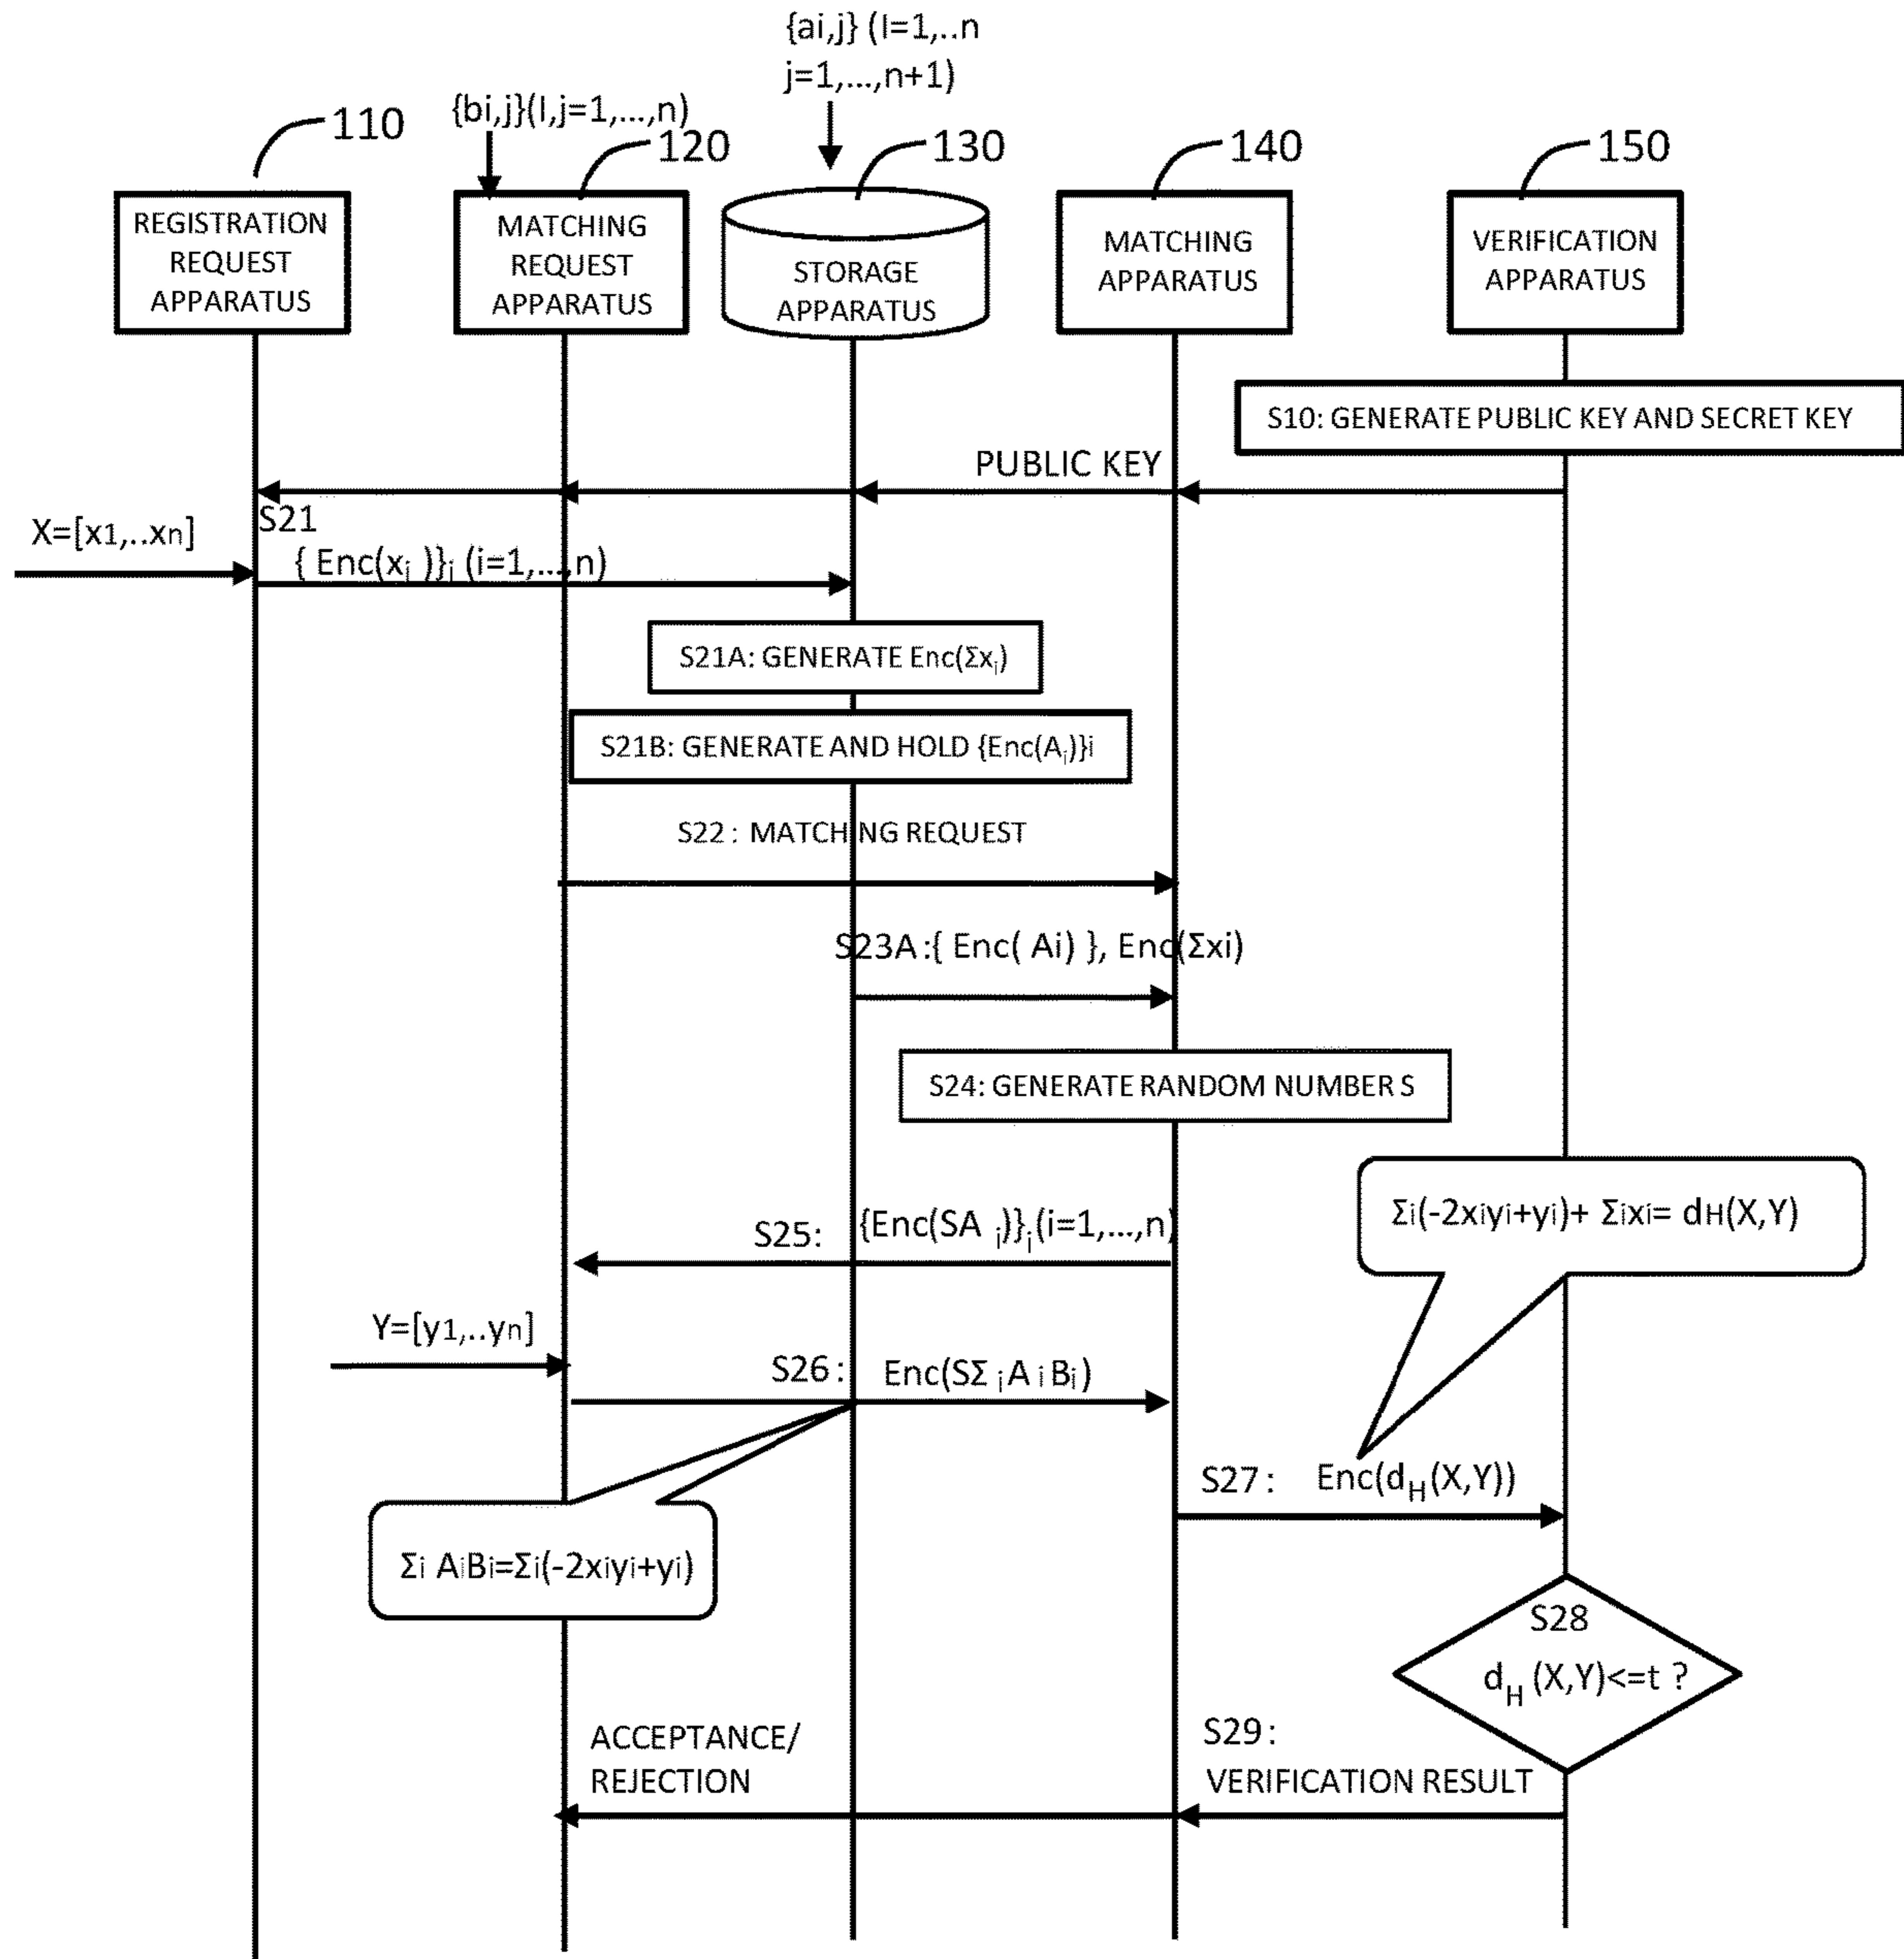 {ai,j} (I=1,..n
j=1,...,n+1)
{bi,j}(I,j=1,...,n)
110
120
130
140
150
REGISTRATION
REQUEST
APPARATUS
MATCHING
REQUEST
APPARATUS
STORAGE
APPARATUS
MATCHING
APPARATUS
VERIFICATION
APPARATUS
S10: GENERATE PUBLIC KEY AND SECRET KEY
PUBLIC KEY
S21
X=[x1,..xn]
{ Enc(xi )}i (i=1,...,n)
S21A: GENERATE Enc(Σxi)
S21B: GENERATE AND HOLD {Enc(Ai)}i
S22 : MATCHING REQUEST
S23A :{ Enc( Ai) }, Enc(Σxi)
S24: GENERATE RANDOM NUMBER S
Σi(-2xiyi+yi)+ Σixi= dH(X,Y)
S25: {Enc(SA i)}i(i=1,...,n)
Y=[y1,..yn]
S26 : Enc(SΣ i A i Bi)
S27 : Enc(dH(X,Y))
Σi AiBi=Σi(-2xiyi+yi)
S28
dH (X,Y)<=t ?
ACCEPTANCE/
REJECTION
S29 :
VERIFICATION RESULT